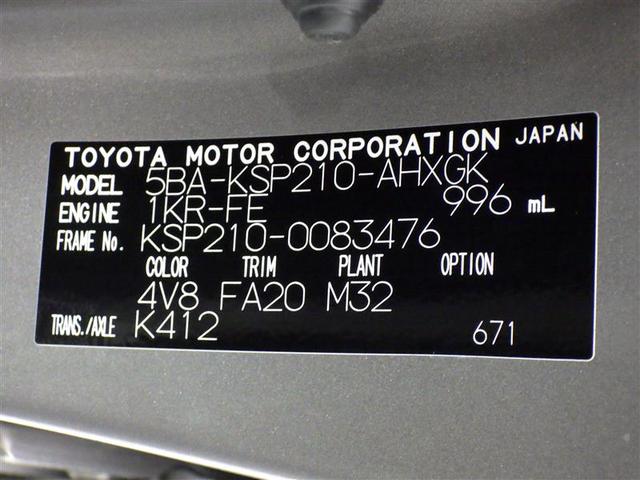 TOYOTA MOTOR CORPORATION JAPAN
MODEL 5BA-KSP210-AHXGK
ENGINE 1KR-FE 996 mL
FRAME No. KSP210-0083476
COLOR TRIM PLANT OPTION
4V8 FA20 M32
TRANS./AXLE K412 671